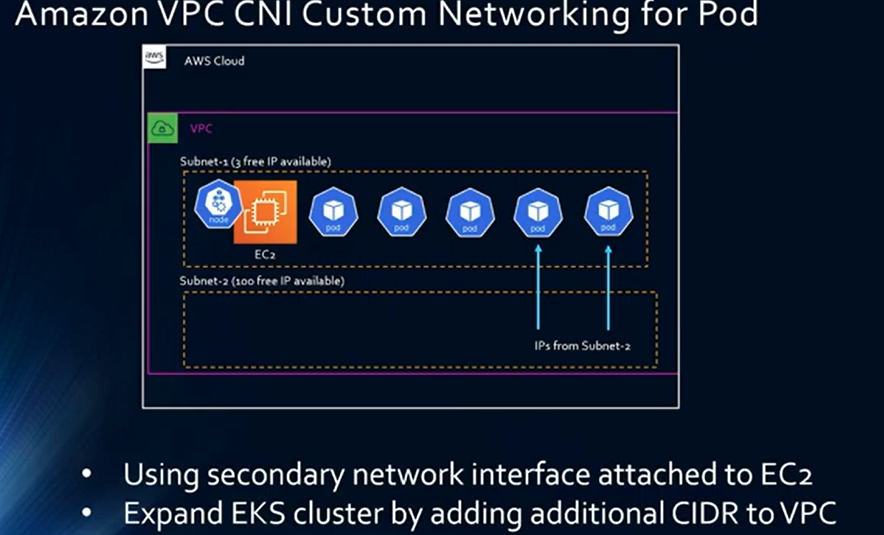 Amazon VPC CNI Custom Networking for Pod
aws
AWS Cloud
VPC
Subnet-1 (3 free IP available)
node
pod
pod
pod
pod
pod
EC2
Subnet-2 (100 free IP available)
IPs from Subnet-2
• Using secondary network interface attached to EC2
• Expand EKS cluster by adding additional CIDR to VPC